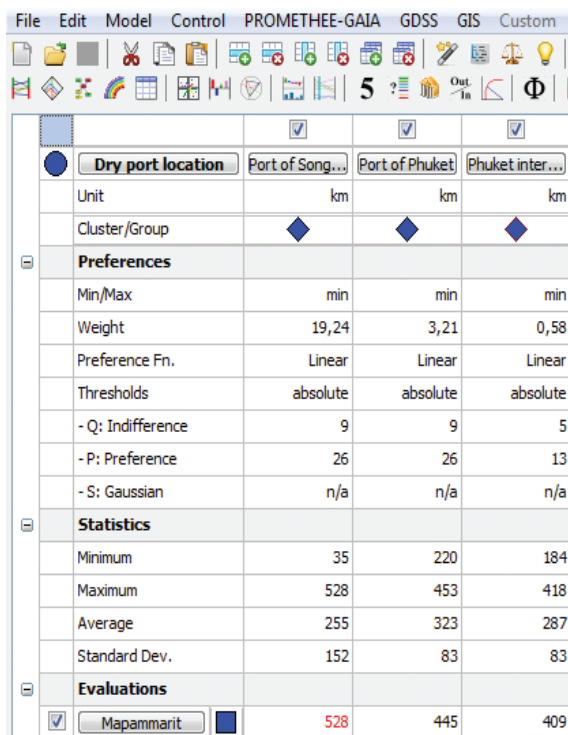 File Edit Model Control PROMETHEE-GAIA GDSS GIS Custom
5 ? Out In Φ
Dry port location Port of Song... Port of Phuket Phuket inter...
Unit km km km
Cluster/Group
Preferences
Min/Max min min min
Weight 19,24 3,21 0,58
Preference Fn. Linear Linear Linear
Thresholds absolute absolute absolute
- Q: Indifference 9 9 5
- P: Preference 26 26 13
- S: Gaussian n/a n/a n/a
Statistics
Minimum 35 220 184
Maximum 528 453 418
Average 255 323 287
Standard Dev. 152 83 83
Evaluations
Mapammarit 528 445 409